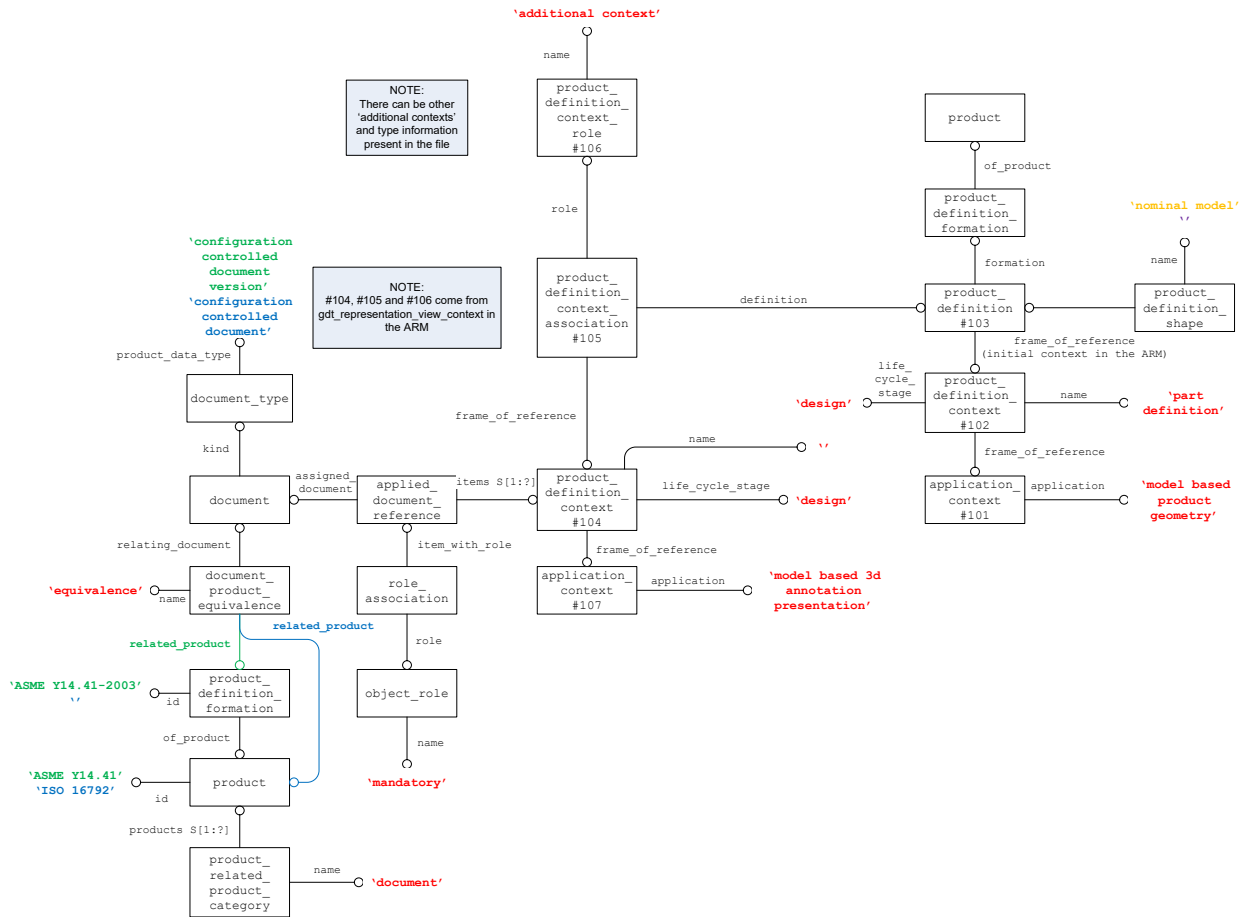 ‘additional context’
name
NOTE:
There can be other
‘additional contexts’
and type information
present in the file
product_
definition_
context_
role
#106
product
of_product
role
product_
definition_
formation
‘nominal model’
‘’
‘configuration
controlled
document
version’
‘configuration
controlled
document’
NOTE:
#104, #105 and #106 come from
gdt_representation_view_context in
the ARM
product_
definition_
context_
association
#105
formation
name
definition
product_
definition
#103
product_
definition_
shape
product_data_type
frame_of_reference
(initial context in the ARM)
document_type
life_
cycle_
stage
‘design’
product_
definition_
context
#102
name
‘part
definition’
frame_of_reference
kind
name
‘’
frame_of_reference
document
assigned_
document
applied_
document_
reference
items S[1:?]
product_
definition_
context
#104
life_cycle_stage
‘design’
application_
context
#101
application
‘model based
product
geometry’
relating_document
item_with_role
frame_of_reference
‘equivalence’
name
document_
product_
equivalence
role_
association
application_
context
#107
application
‘model based 3d
annotation
presentation’
related_product
related_product
role
‘ASME Y14.41-2003’
‘’
id
product_
definition_
formation
object_role
of_product
name
‘ASME Y14.41’
‘ISO 16792’
id
product
‘mandatory’
products S[1:?]
product_
related_
product_
category
name
‘document’